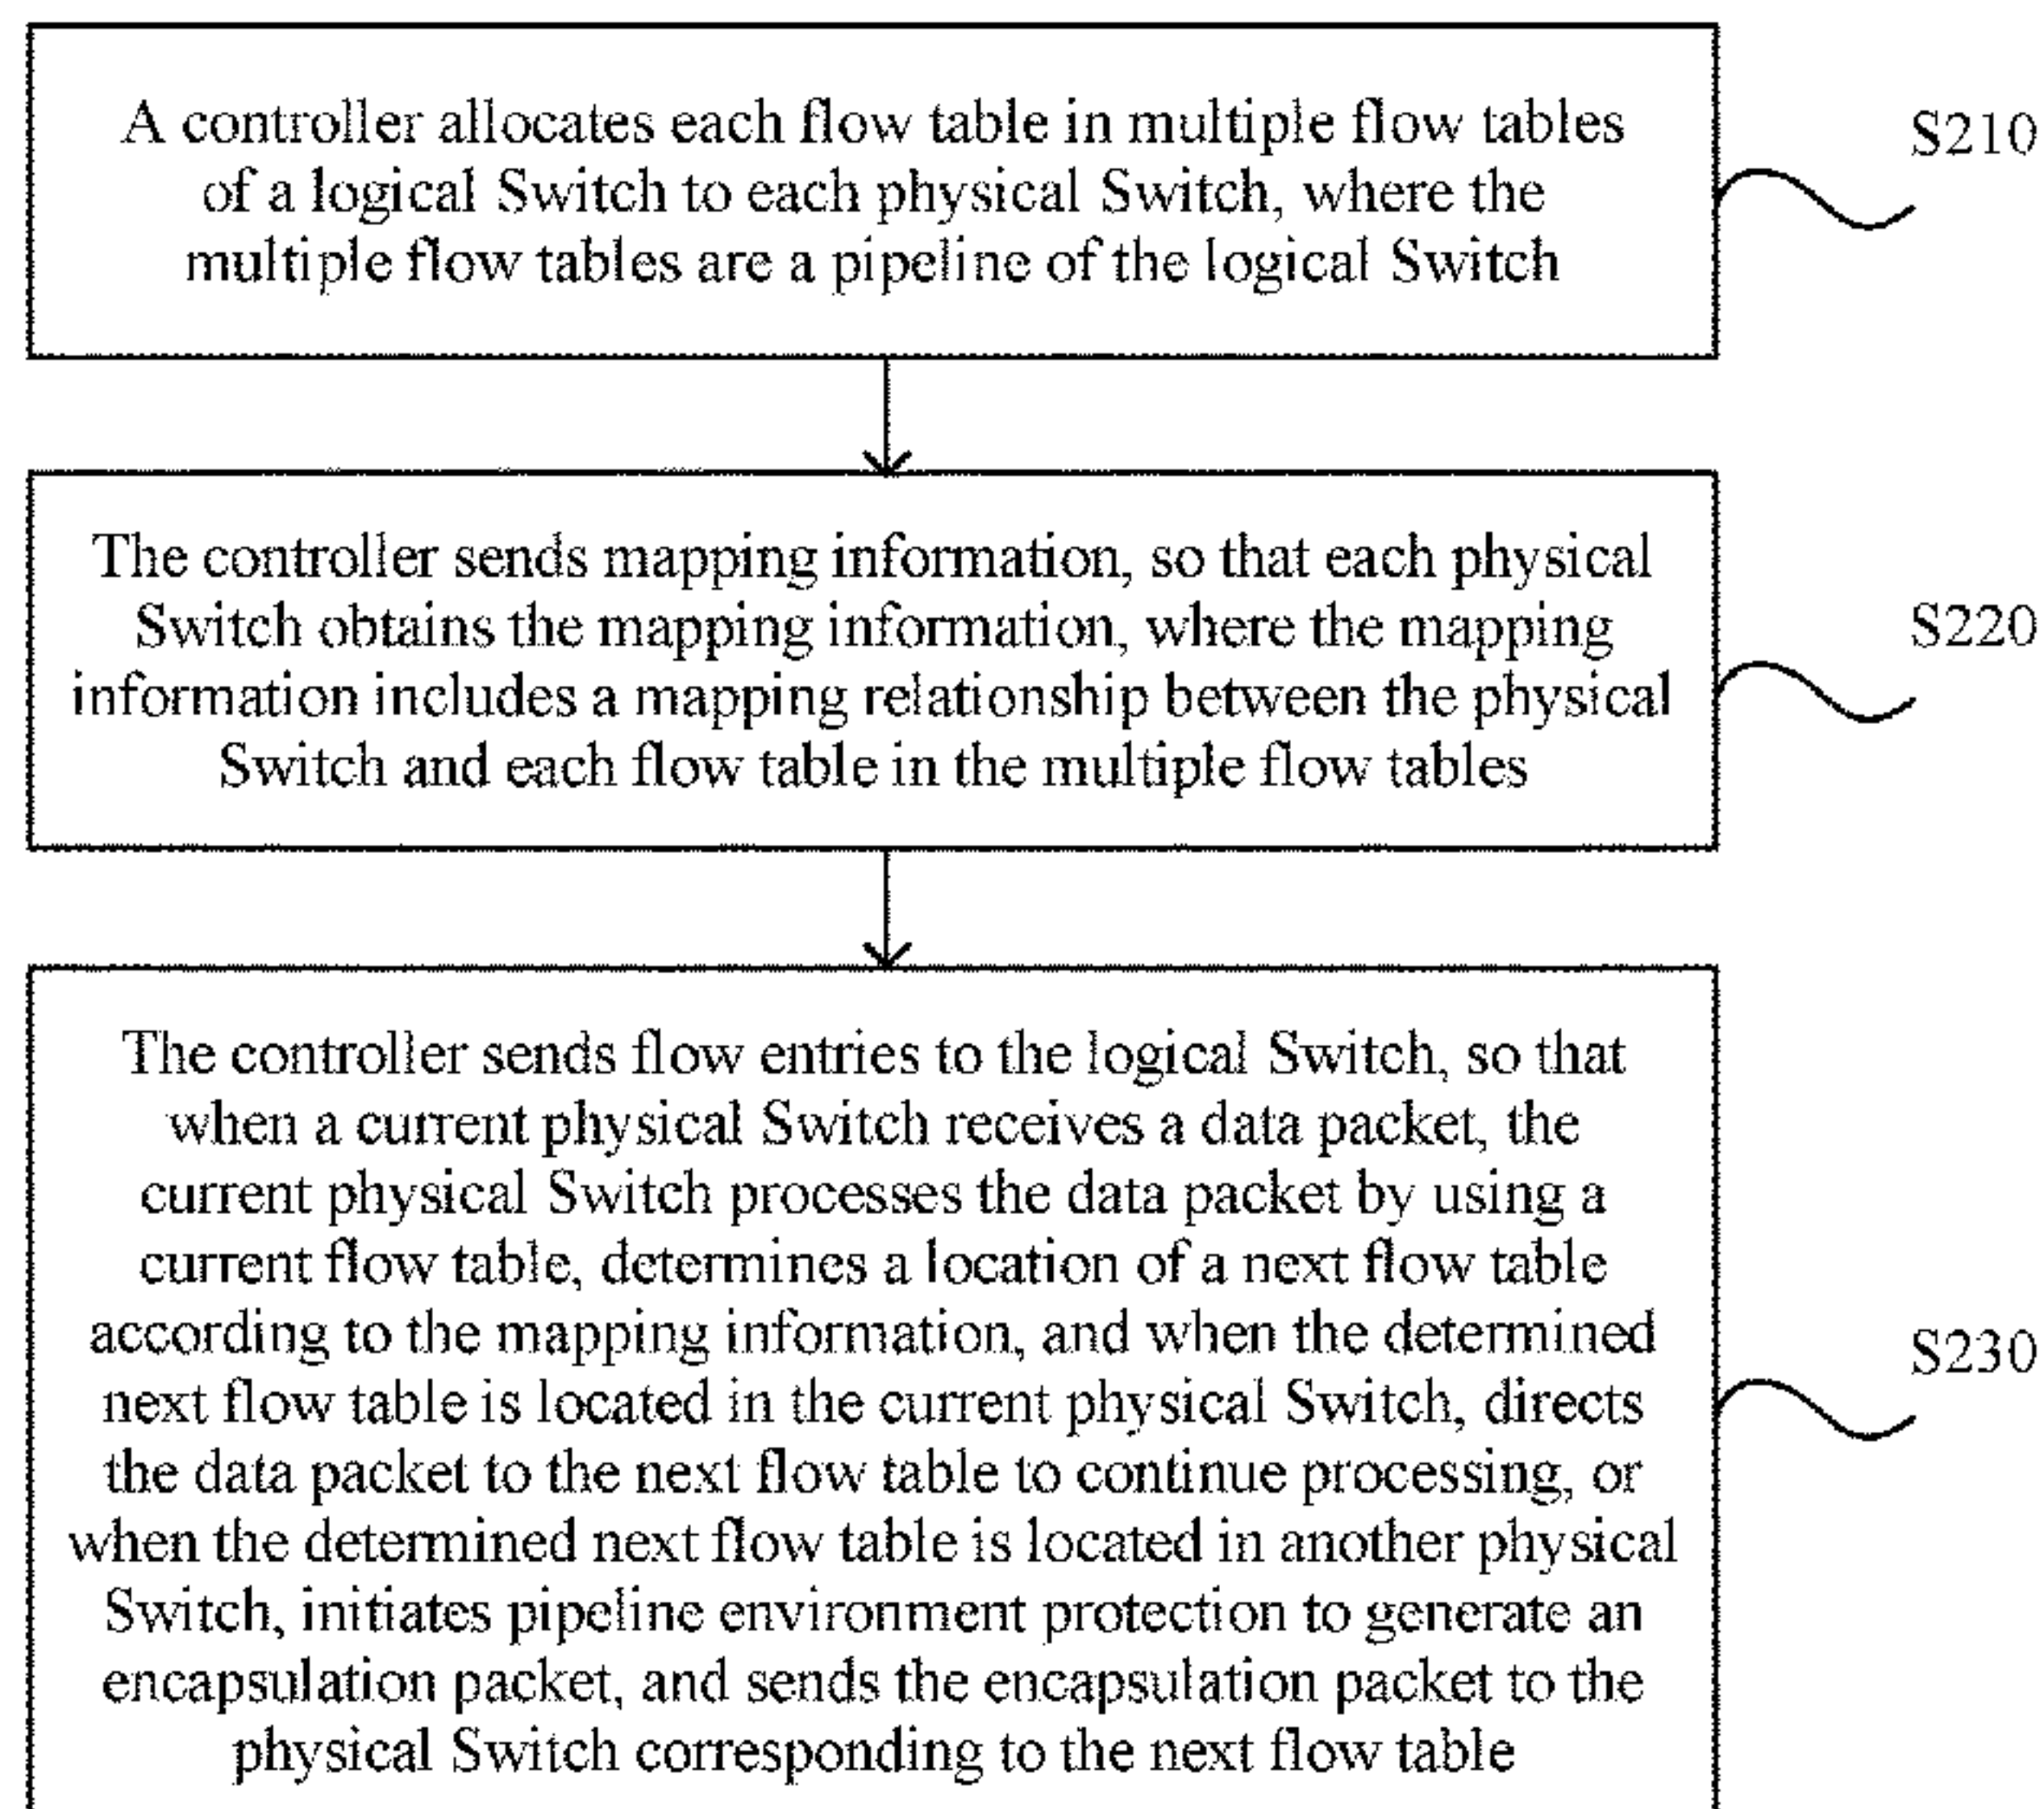 A controller allocates each flow table in multiple flow tables
of a logical Switch to each physical Switch, where the
multiple flow tables are a pipeline of the logical Switch
S210
The controller sends mapping information, so that each physical
Switch obtains the mapping information, where the mapping
information includes a mapping relationship between the physical
Switch and each flow table in the multiple flow tables
S220
The controller sends flow entries to the logical Switch, so that
when a current physical Switch receives a data packet, the
current physical Switch processes the data packet by using a
current flow table, determines a location of a next flow table
according to the mapping information, and when the determined
next flow table is located in the current physical Switch, directs
the data packet to the next flow table to continue processing, or
when the determined next flow table is located in another physical
Switch, initiates pipeline environment protection to generate an
encapsulation packet, and sends the encapsulation packet to the
physical Switch corresponding to the next flow table
S230